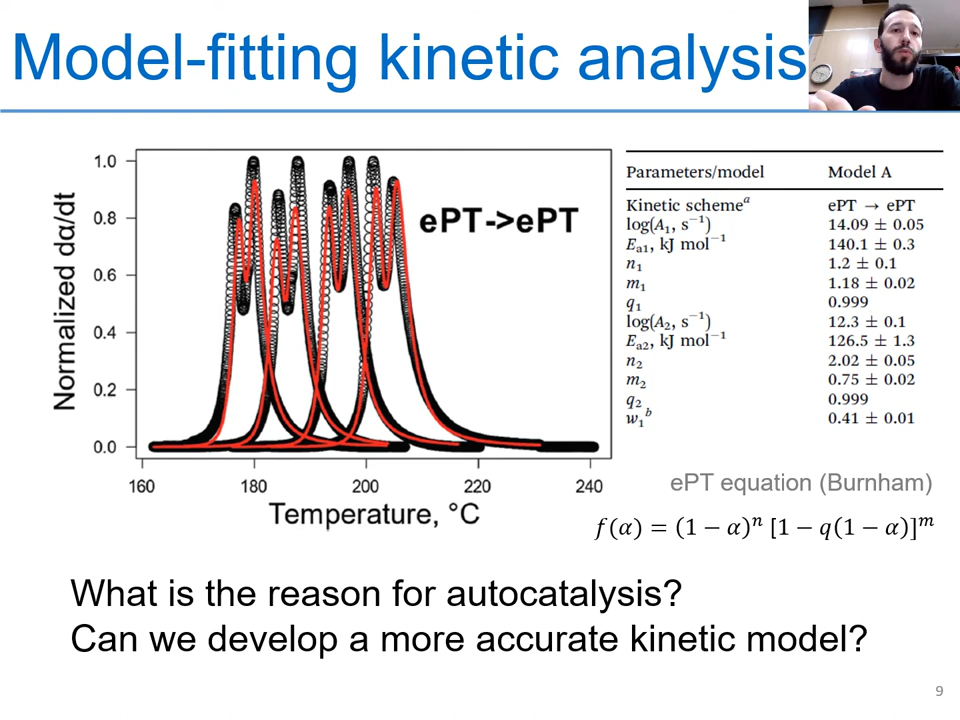 Model-fitting kinetic analysis
1.0
0.8
0.6
0.4
0.2
0.0
Normalized dα/dt
ePT->ePT
160
180
200
220
240
Temperature, °C
Parameters/model Model A
Kinetic schemeᵃ ePT → ePT
log(A₁, s⁻¹) 14.09 ± 0.05
Eₐ₁, kJ mol⁻¹ 140.1 ± 0.3
n₁ 1.2 ± 0.1
m₁ 1.18 ± 0.02
q₁ 0.999
log(A₂, s⁻¹) 12.3 ± 0.1
Eₐ₂, kJ mol⁻¹ 126.5 ± 1.3
n₂ 2.02 ± 0.05
m₂ 0.75 ± 0.02
q₂ 0.999
w₁ᵇ 0.41 ± 0.01
ePT equation (Burnham)
f(α) = (1 − α)ⁿ [1 − q(1 − α)]ᵐ
What is the reason for autocatalysis?
Can we develop a more accurate kinetic model?
9